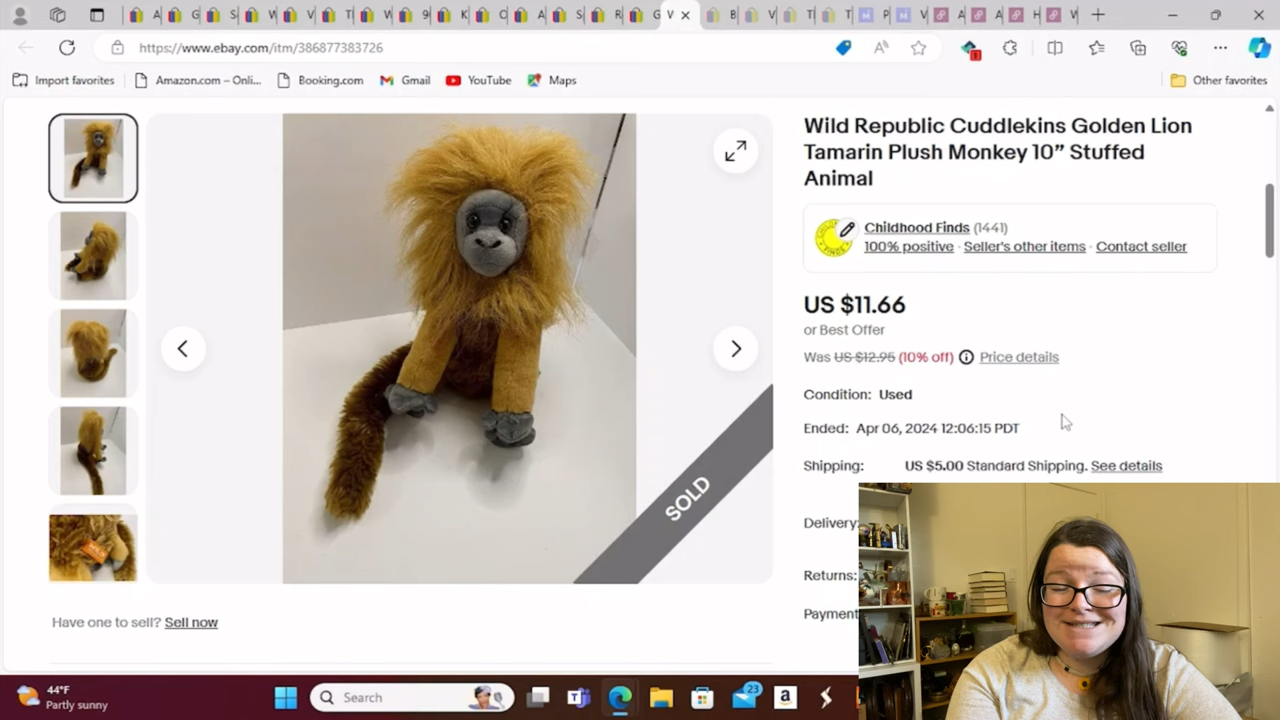 A
G
S
W
V
T
W
9
K
C
A
S
R
G
V
B
V
T
T
P
V
A
A
H
V
https://www.ebay.com/itm/386877383726
Import favorites
Amazon.com – Onli...
Booking.com
Gmail
YouTube
Maps
Other favorites
Wild Republic Cuddlekins Golden Lion
Tamarin Plush Monkey 10” Stuffed
Animal
Childhood Finds (1441)
100% positive · Seller's other items · Contact seller
US $11.66
or Best Offer
Was US $12.95 (10% off) Price details
Condition: Used
Ended: Apr 06, 2024 12:06:15 PDT
Shipping: US $5.00 Standard Shipping. See details
Delivery:
Returns:
Payment
SOLD
Have one to sell? Sell now
44°F
Partly sunny
Search
23